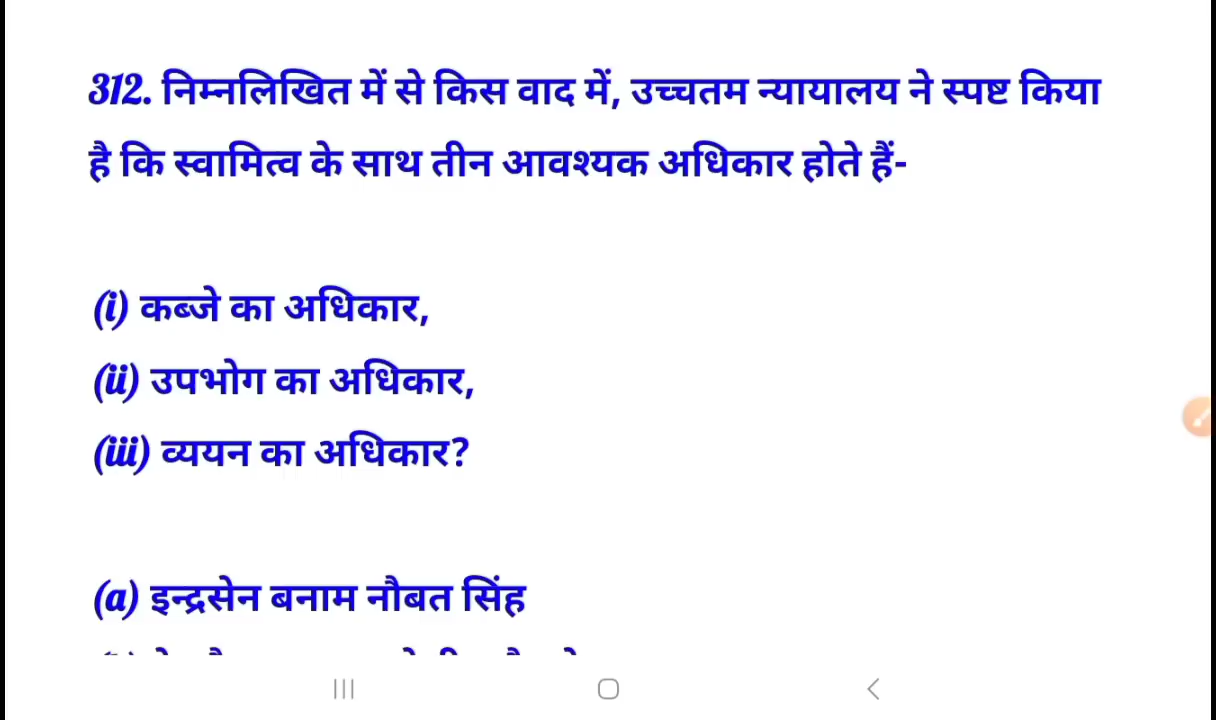 312. निम्नलिखित में से किस वाद में, उच्चतम न्यायालय ने स्पष्ट किया
है कि स्वामित्व के साथ तीन आवश्यक अधिकार होते हैं-
(i) कब्जे का अधिकार,
(ii) उपभोग का अधिकार,
(iii) व्ययन का अधिकार?
(a) इन्द्रसेन बनाम नौबत सिंह